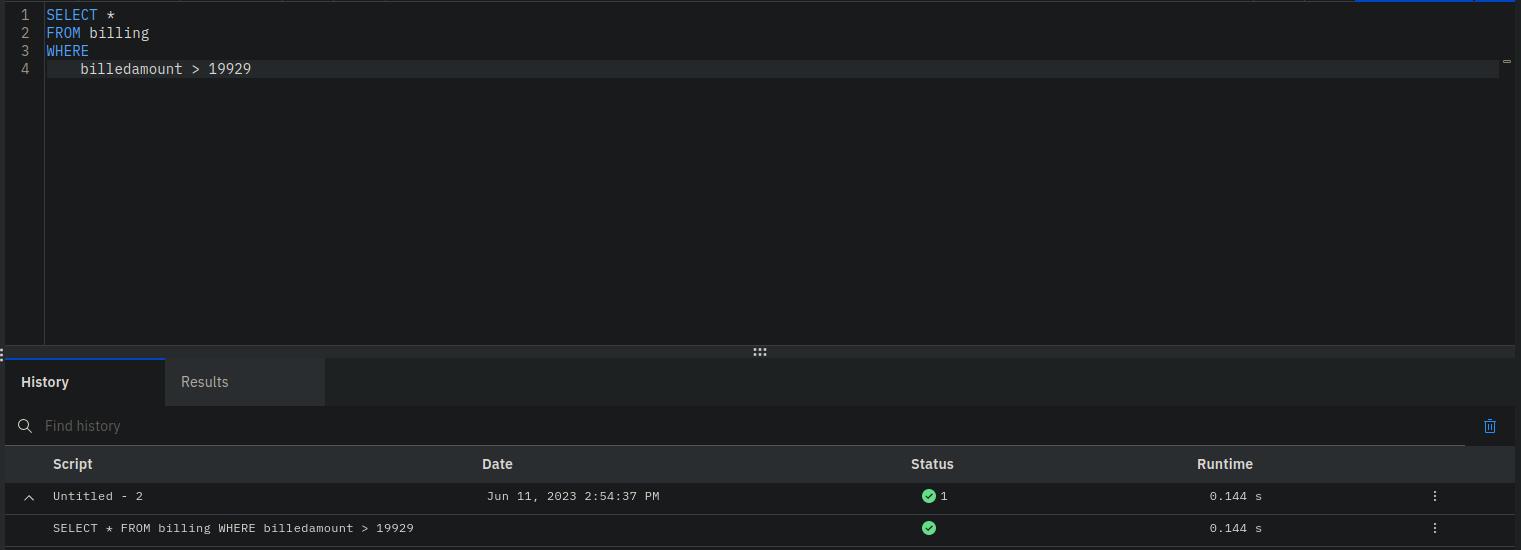 1 SELECT *
2 FROM billing
3 WHERE
4     billedamount > 19929
History Results
Find history
Script Date Status Runtime
Untitled - 2 Jun 11, 2023 2:54:37 PM 1 0.144 s
SELECT * FROM billing WHERE billedamount > 19929 0.144 s